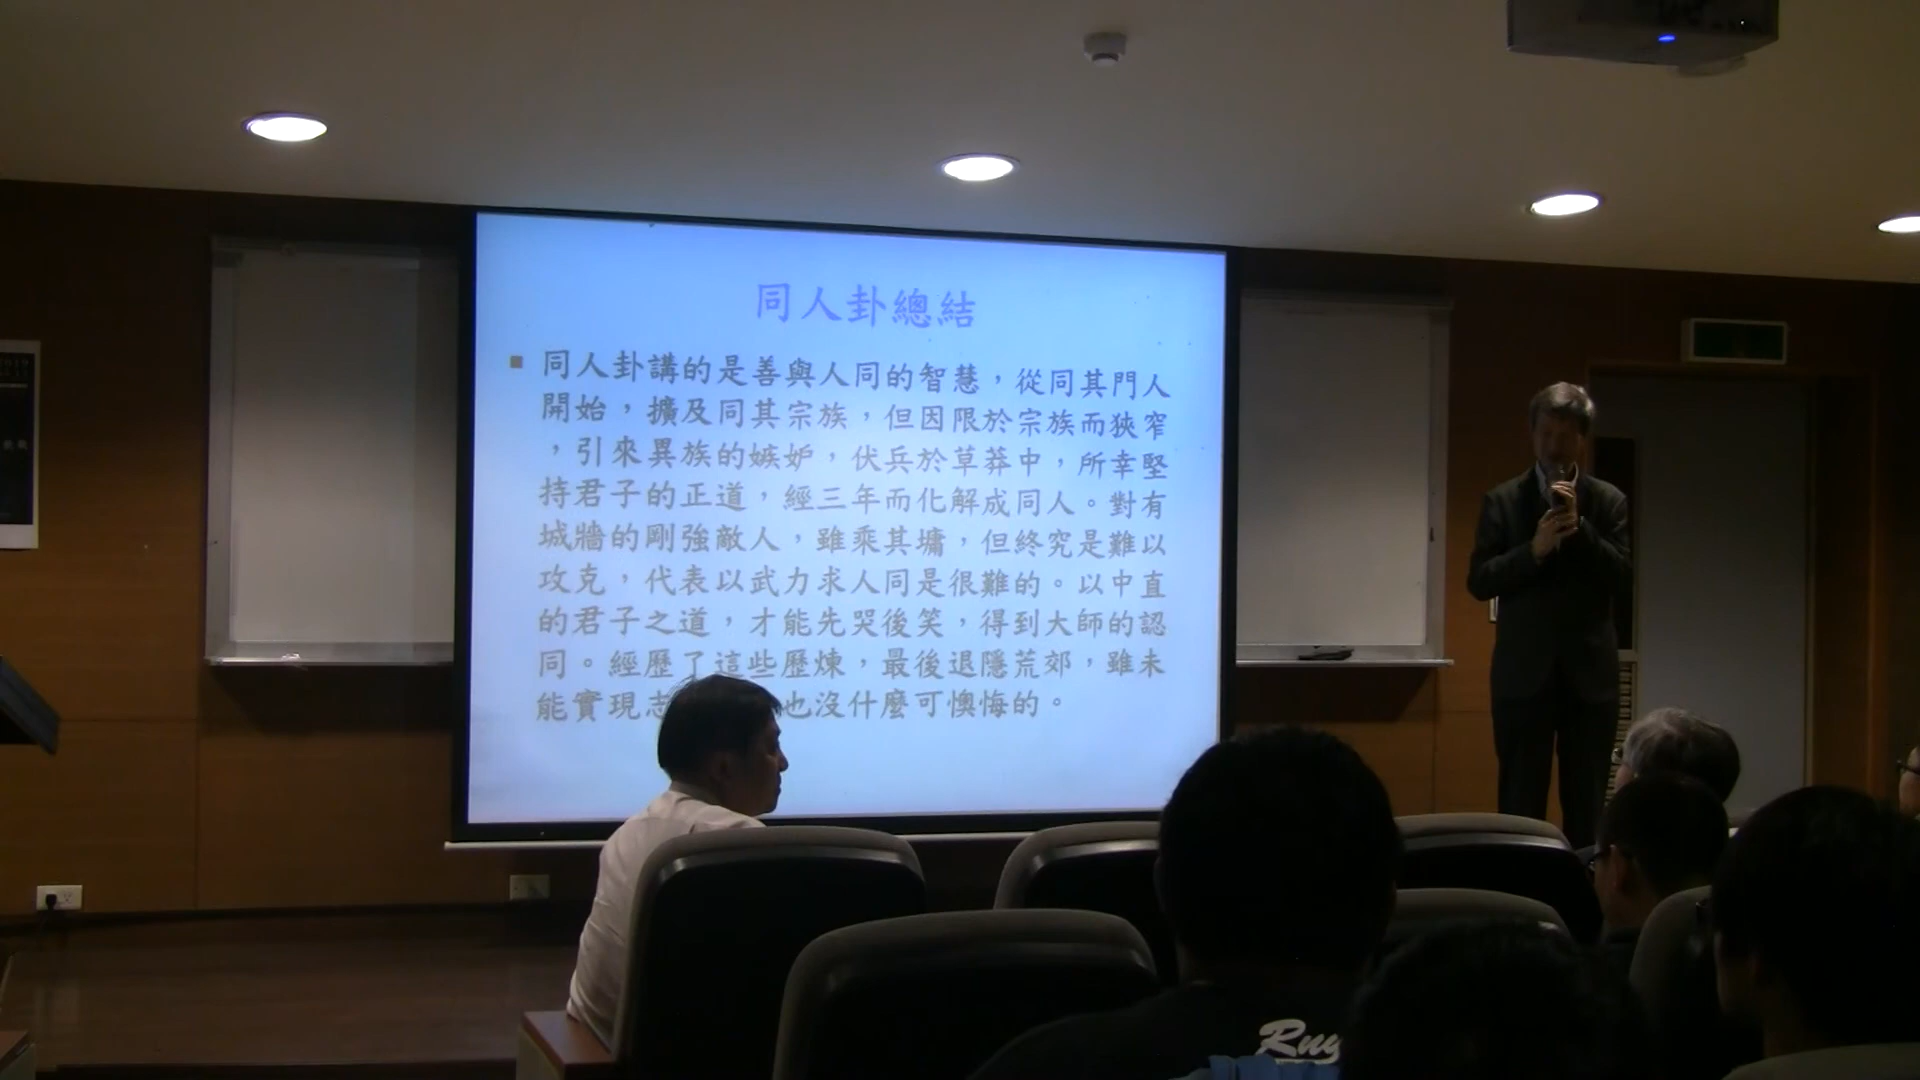 同人卦總結
同人卦講的是善與人同的智慧，從同其門人
開始，擴及同其宗族，但因限於宗族而狹窄
，引來異族的嫉妒，伏兵於草莽中，所幸堅
持君子的正道，經三年而化解成同人。對有
城牆的剛強敵人，雖乘其墉，但終究是難以
攻克，代表以武力求人同是很難的。以中直
的君子之道，才能先哭後笑，得到大師的認
同。經歷了這些歷煉，最後退隱荒郊，雖未
能實現志 也沒什麼可懊悔的。